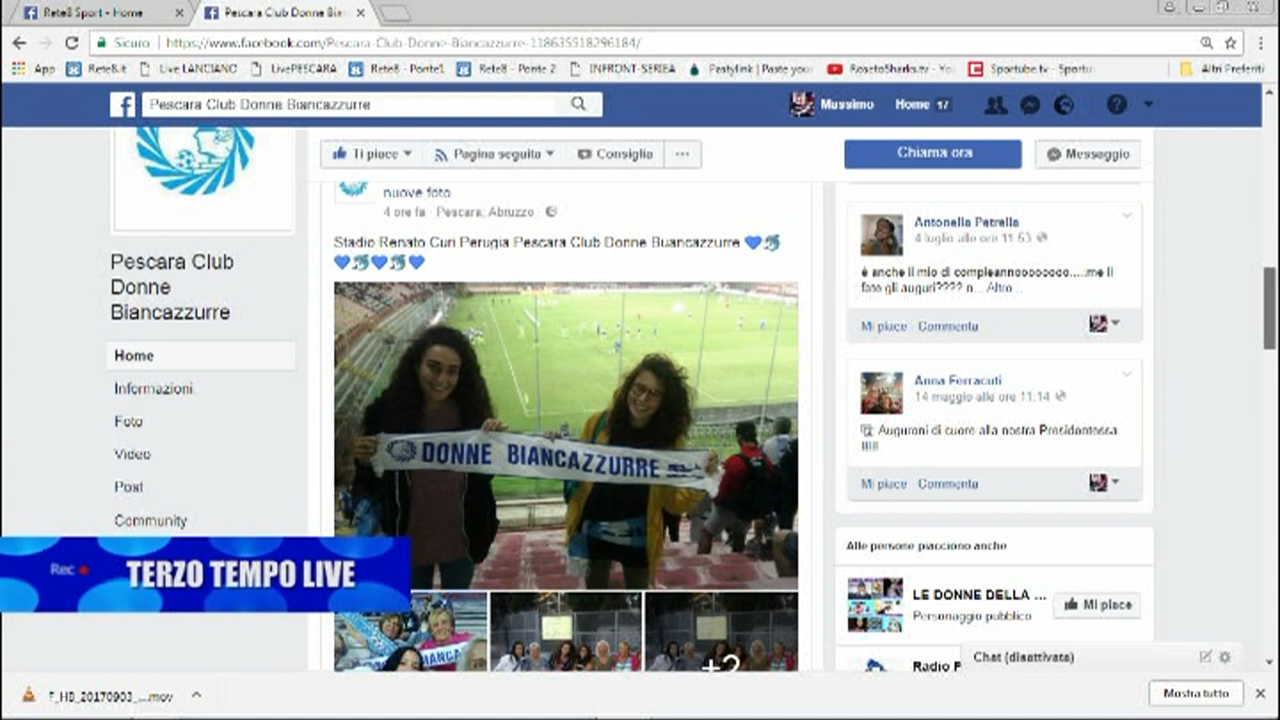 Rete8 Sport - Home
Pescara Club Donne Bia
Sicuro
https://www.facebook.com/Pescara-Club-Donne-Biancazzurre-118635518296184/
App
Rete8.it
Live LANCIANO
LivePESCARA
Rete8 - Ponte1
Rete8 - Ponte 2
INFRONT-SERIEA
Pastylink | Paste your
RosetoSharks.tv - Yo
Sportube.tv - Sportu
Altri Preferiti
Pescara Club Donne Biancazzurre
Mussimo
Home 17
Ti piace
Pagina seguita
Consiglia
Chiama ora
Messaggio
nuove foto.
4 ore fa · Pescara, Abruzzo
Stadio Renato Curi Perugia Pescara Club Donne Buancazzurre
DONNE BIANCAZZURRE
+2
Pescara Club
Donne
Biancazzurre
Home
Informazioni
Foto
Video
Post
Community
Rec
TERZO TEMPO LIVE
Antonella Petrella
4 luglio alle ore 11:53
è anche il mio di compleannoooooooo.....me li
fate gli auguri???? n... Altro...
Mi piace · Commenta
Anna Ferracuti
14 maggio alle ore 11:14
Auguroni di cuore alla nostra Presidentessa
!!!!!
Mi piace · Commenta
Alle persone piacciono anche
LE DONNE DELLA ...
Personaggio pubblico
Mi piace
Radio
Chat (disattivata)
F_HB_20170903_....mov
Mostra tutto